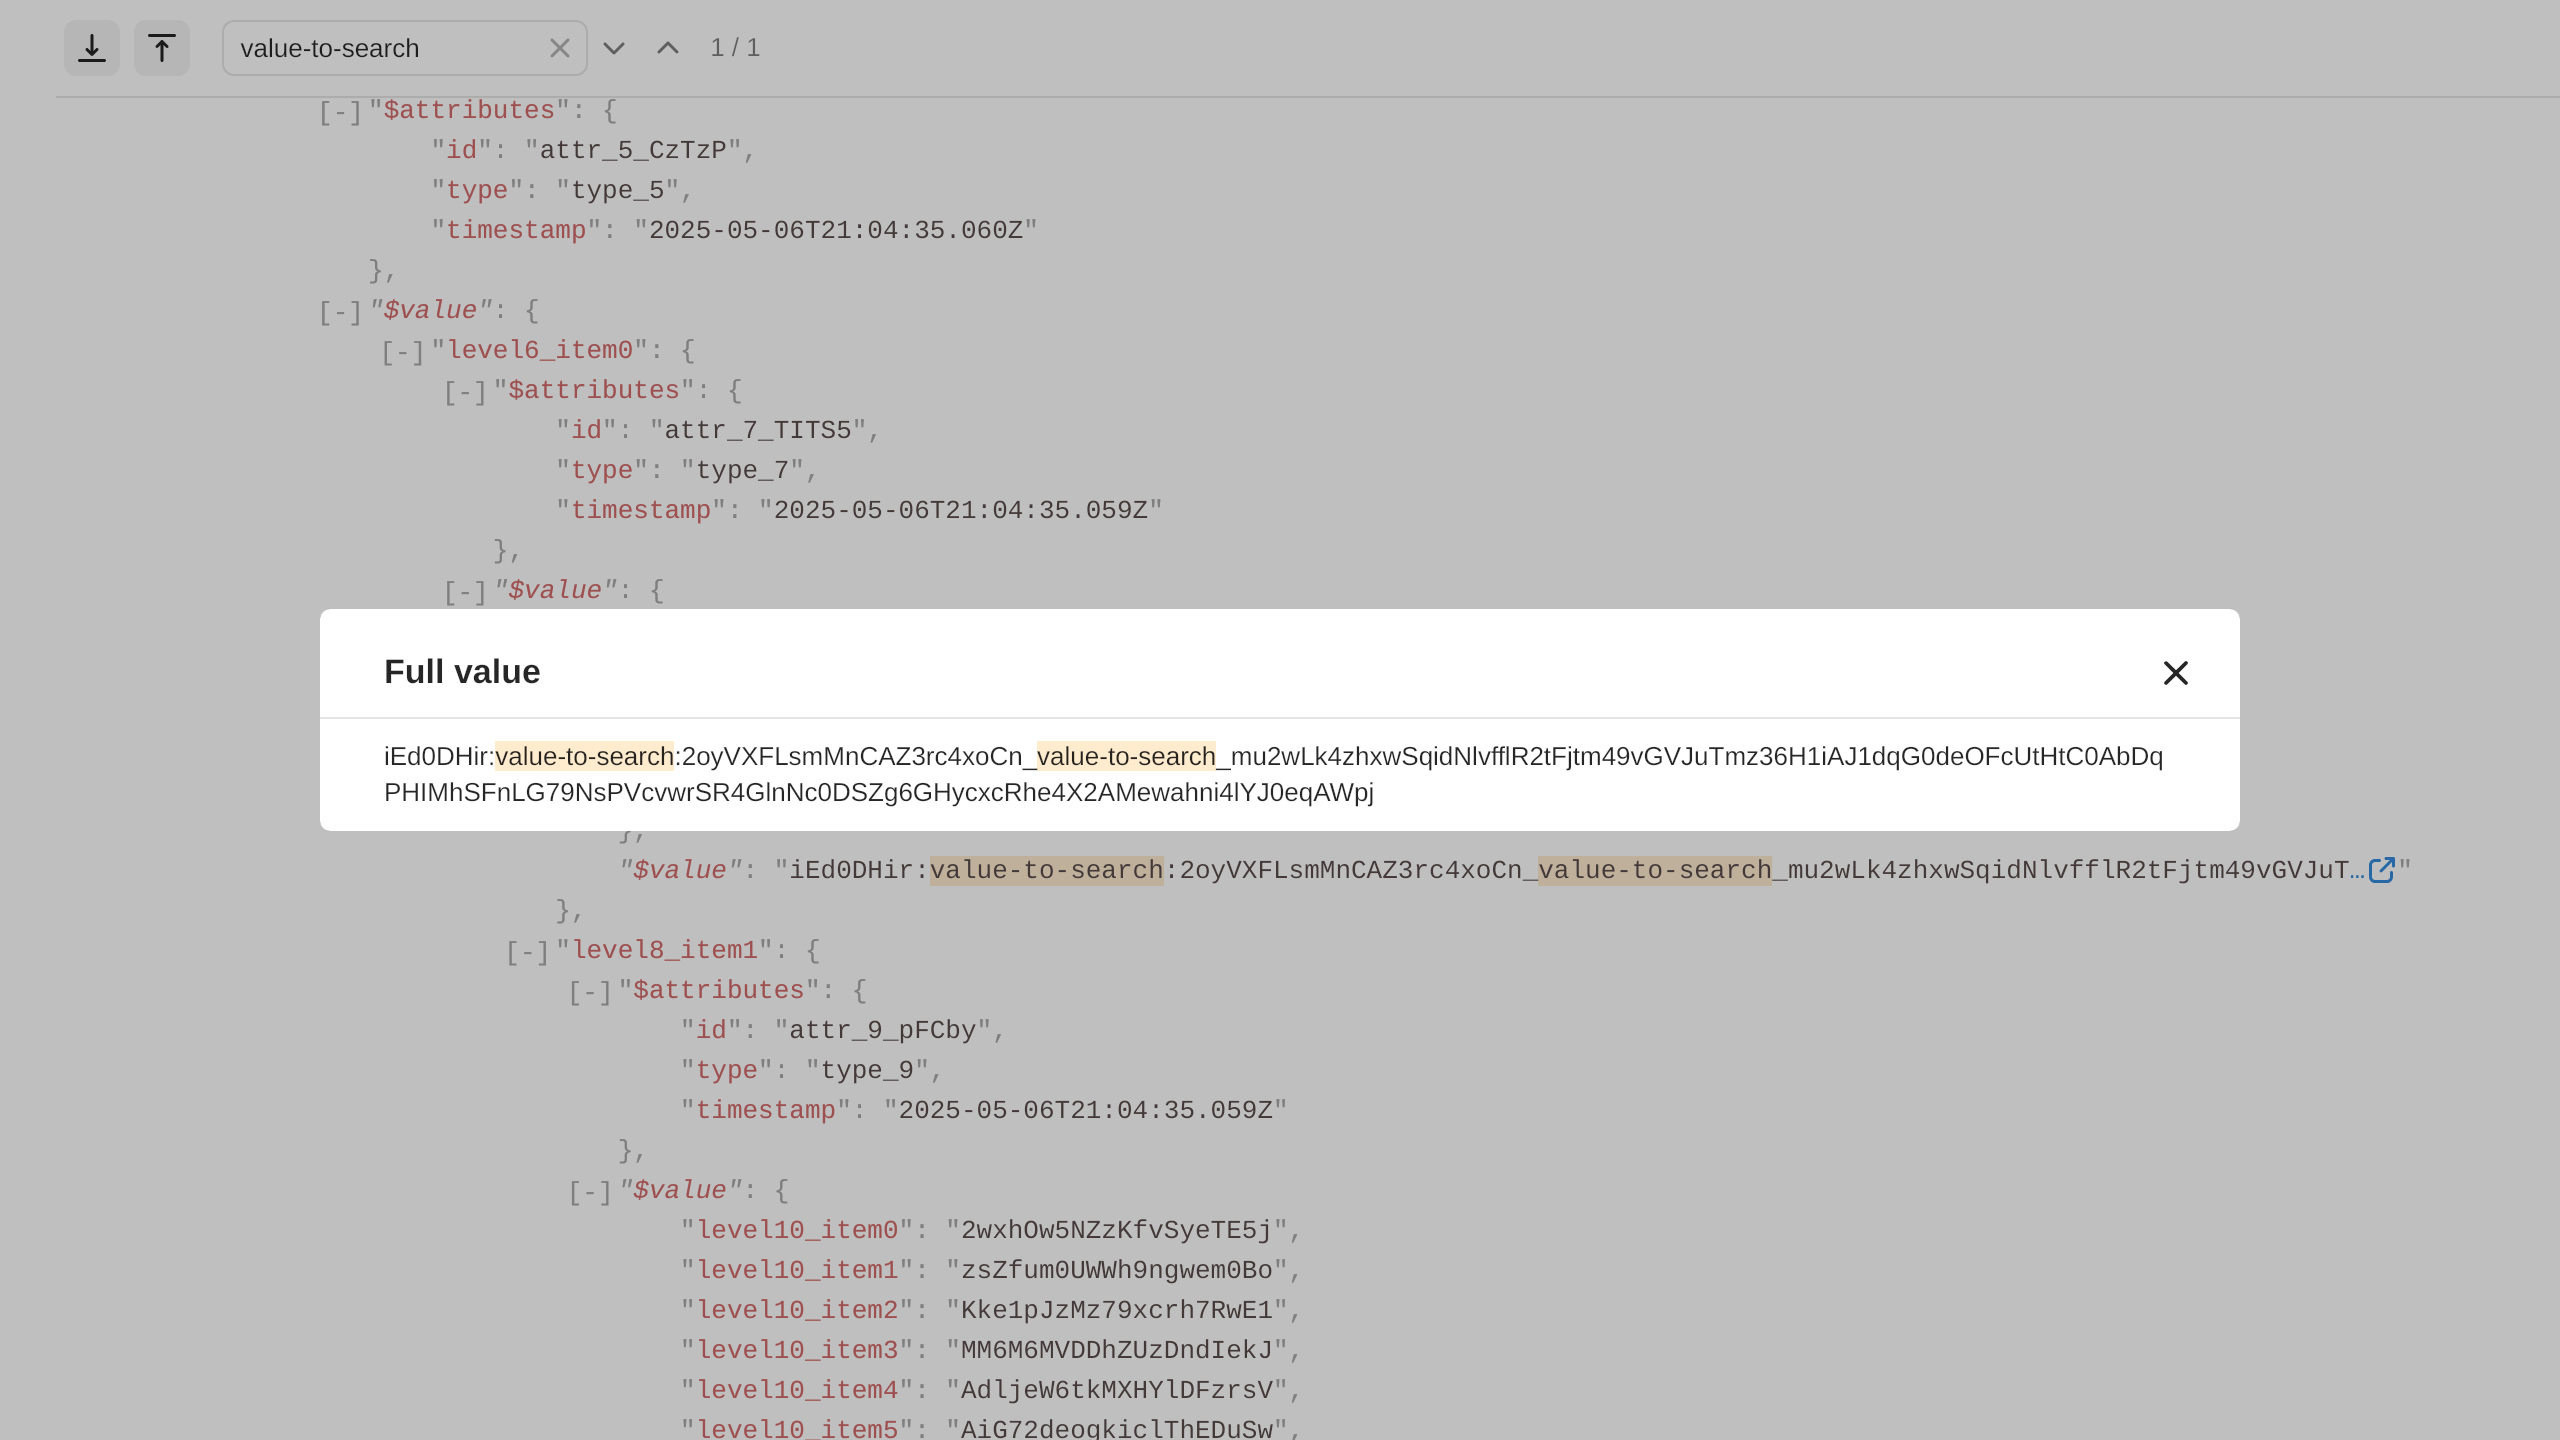 value-to-search 1 / 1
[-]"$attributes": {
"id": "attr_5_CzTzP",
"type": "type_5",
"timestamp": "2025-05-06T21:04:35.060Z"
},
[-]"$value": {
[-]"level6_item0": {
[-]"$attributes": {
"id": "attr_7_TITS5",
"type": "type_7",
"timestamp": "2025-05-06T21:04:35.059Z"
},
[-]"$value": {
Full value
iEd0DHir:value-to-search:2oyVXFLsmMnCAZ3rc4xoCn_value-to-search_mu2wLk4zhxwSqidNlvfflR2tFjtm49vGVJuTmz36H1iAJ1dqG0deOFcUtHtC0AbDq
PHIMhSFnLG79NsPVcvwrSR4GlnNc0DSZg6GHycxcRhe4X2AMewahni4lYJ0eqAWpj
},
"$value": "iEd0DHir:value-to-search:2oyVXFLsmMnCAZ3rc4xoCn_value-to-search_mu2wLk4zhxwSqidNlvfflR2tFjtm49vGVJuT…"
},
[-]"level8_item1": {
[-]"$attributes": {
"id": "attr_9_pFCby",
"type": "type_9",
"timestamp": "2025-05-06T21:04:35.059Z"
},
[-]"$value": {
"level10_item0": "2wxhOw5NZzKfvSyeTE5j",
"level10_item1": "zsZfum0UWWh9ngwem0Bo",
"level10_item2": "Kke1pJzMz79xcrh7RwE1",
"level10_item3": "MM6M6MVDDhZUzDndIekJ",
"level10_item4": "AdljeW6tkMXHYlDFzrsV",
"level10_item5": "AiG72deogkiclThEDuSw",